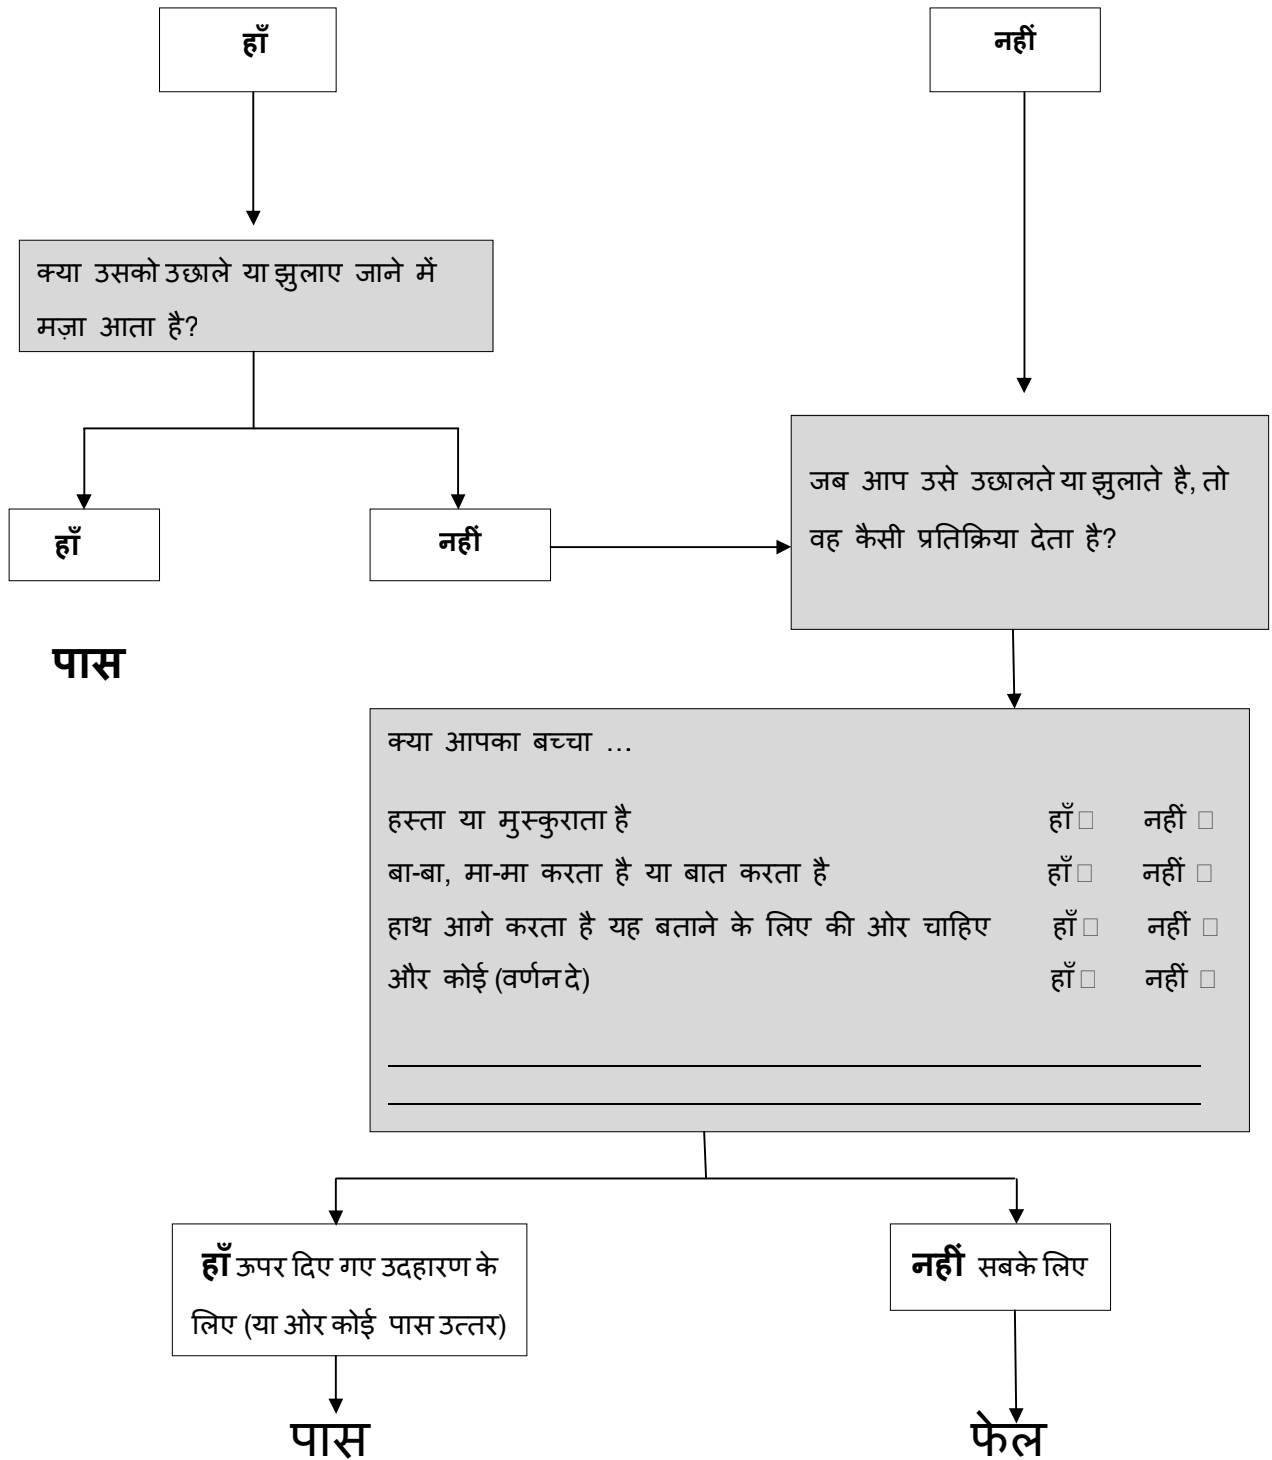 हाँ
नहीं
क्या उसको उछाले या झुलाए जाने में
मज़ा आता है?
जब आप उसे उछालते या झुलाते है, तो
वह कैसी प्रतिक्रिया देता है?
हाँ
नहीं
पास
क्या आपका बच्चा ...
हस्ता या मुस्कुराता है हाँ □ नहीं □
बा-बा, मा-मा करता है या बात करता है हाँ □ नहीं □
हाथ आगे करता है यह बताने के लिए की ओर चाहिए हाँ □ नहीं □
और कोई (वर्णन दे) हाँ □ नहीं □
हाँ ऊपर दिए गए उदहारण के
लिए (या ओर कोई पास उत्तर)
नहीं सबके लिए
पास
फेल